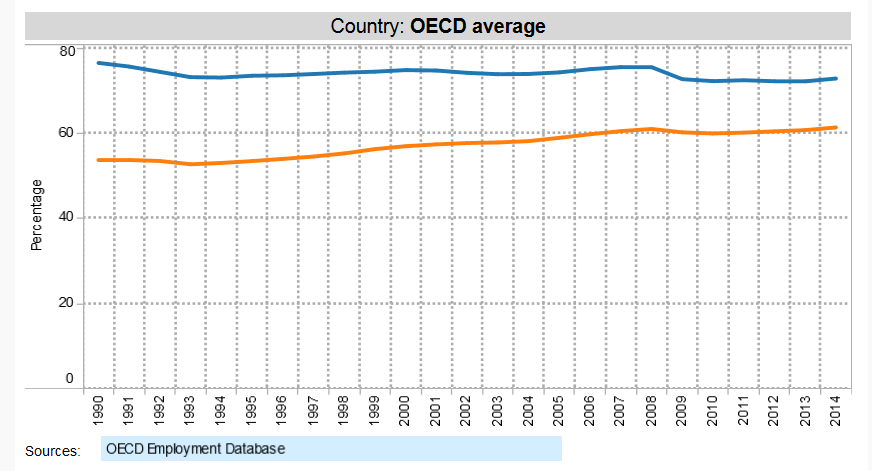 Country: OECD average
80
60
40
20
0
Percentage
1990 1991 1992 1993 1994 1995 1996 1997 1998 1999 2000 2001 2002 2003 2004 2005 2006 2007 2008 2009 2010 2011 2012 2013 2014
Sources: OECD Employment Database